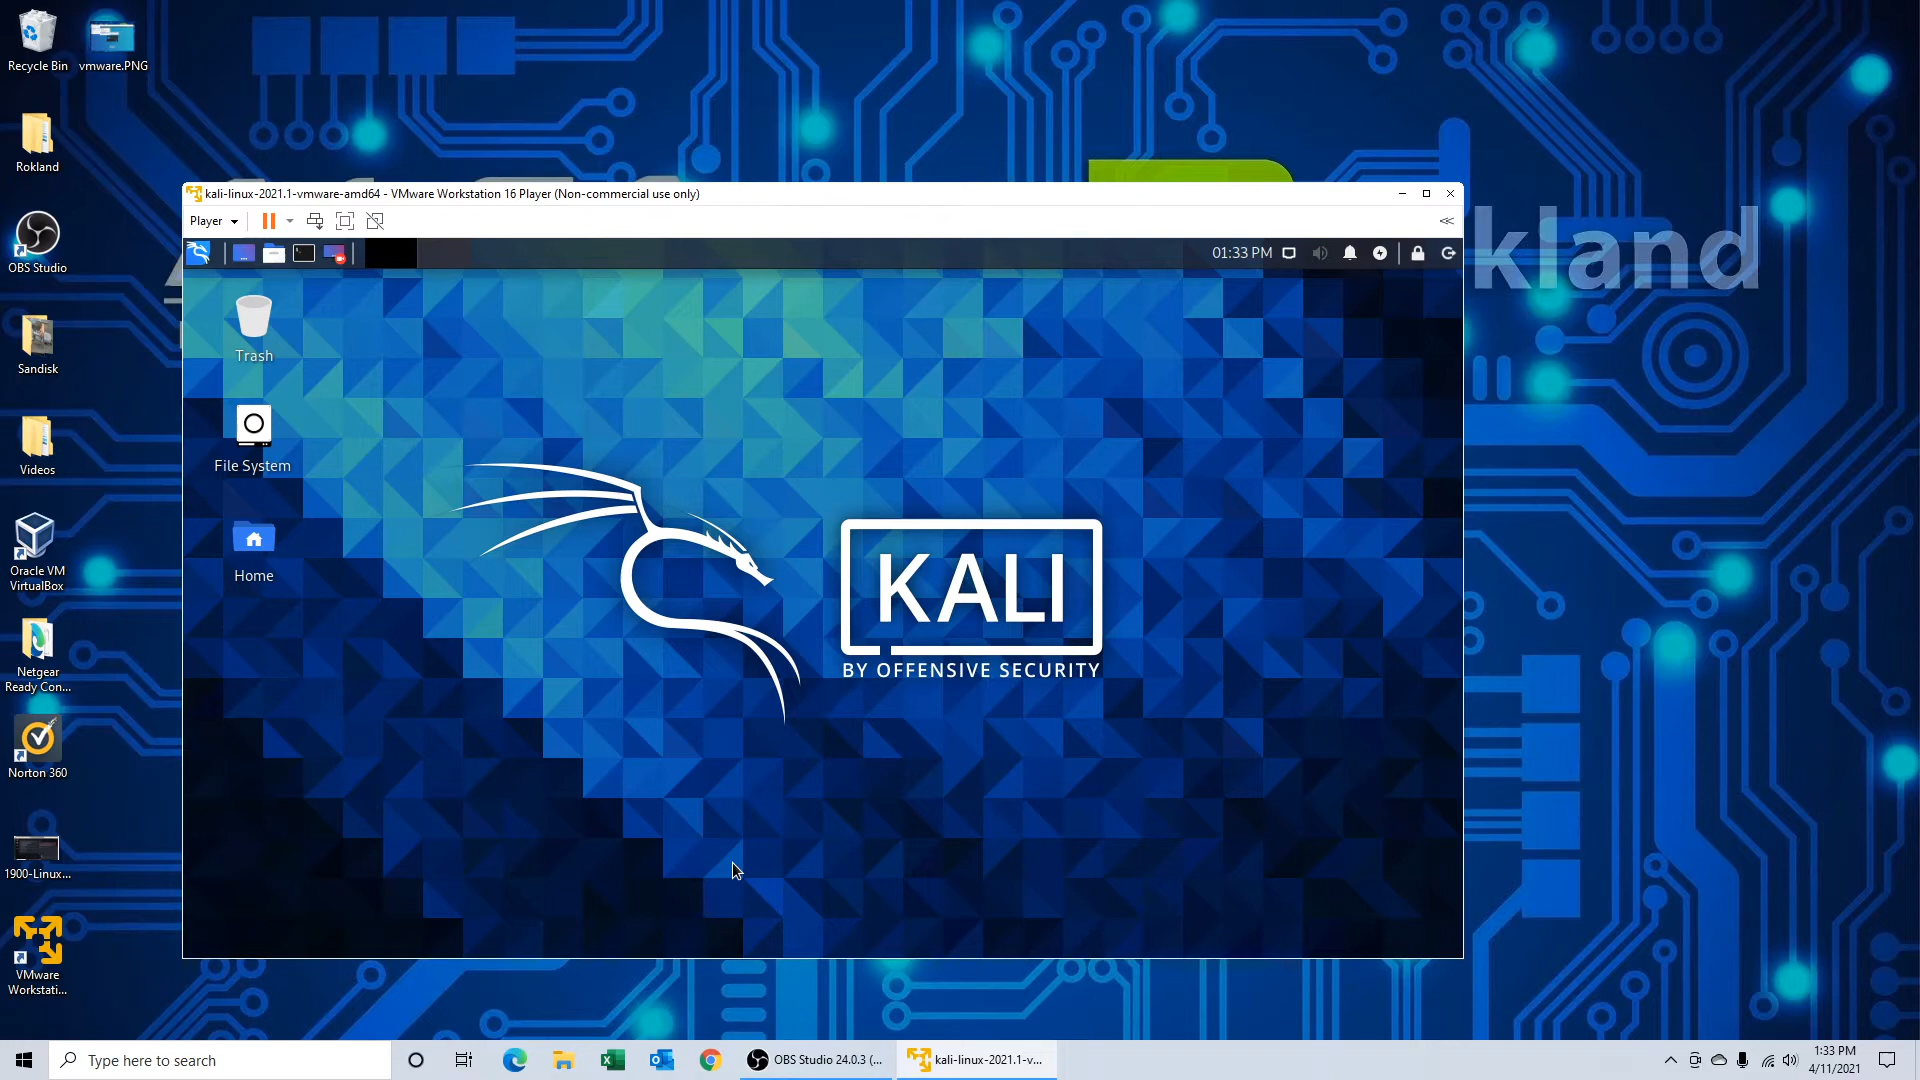 Recycle Bin
vmware.PNG
Rokland
OBS Studio
Sandisk
Videos
Oracle VM
VirtualBox
Netgear
Ready Con...
Norton 360
1900-Linux...
VMware
Workstati...
kland
kali-linux-2021.1-vmware-amd64 - VMware Workstation 16 Player (Non-commercial use only)
Player
01:33 PM
Trash
File System
Home
KALI
BY OFFENSIVE SECURITY
Type here to search
OBS Studio 24.0.3 (...
kali-linux-2021.1-v...
1:33 PM
4/11/2021